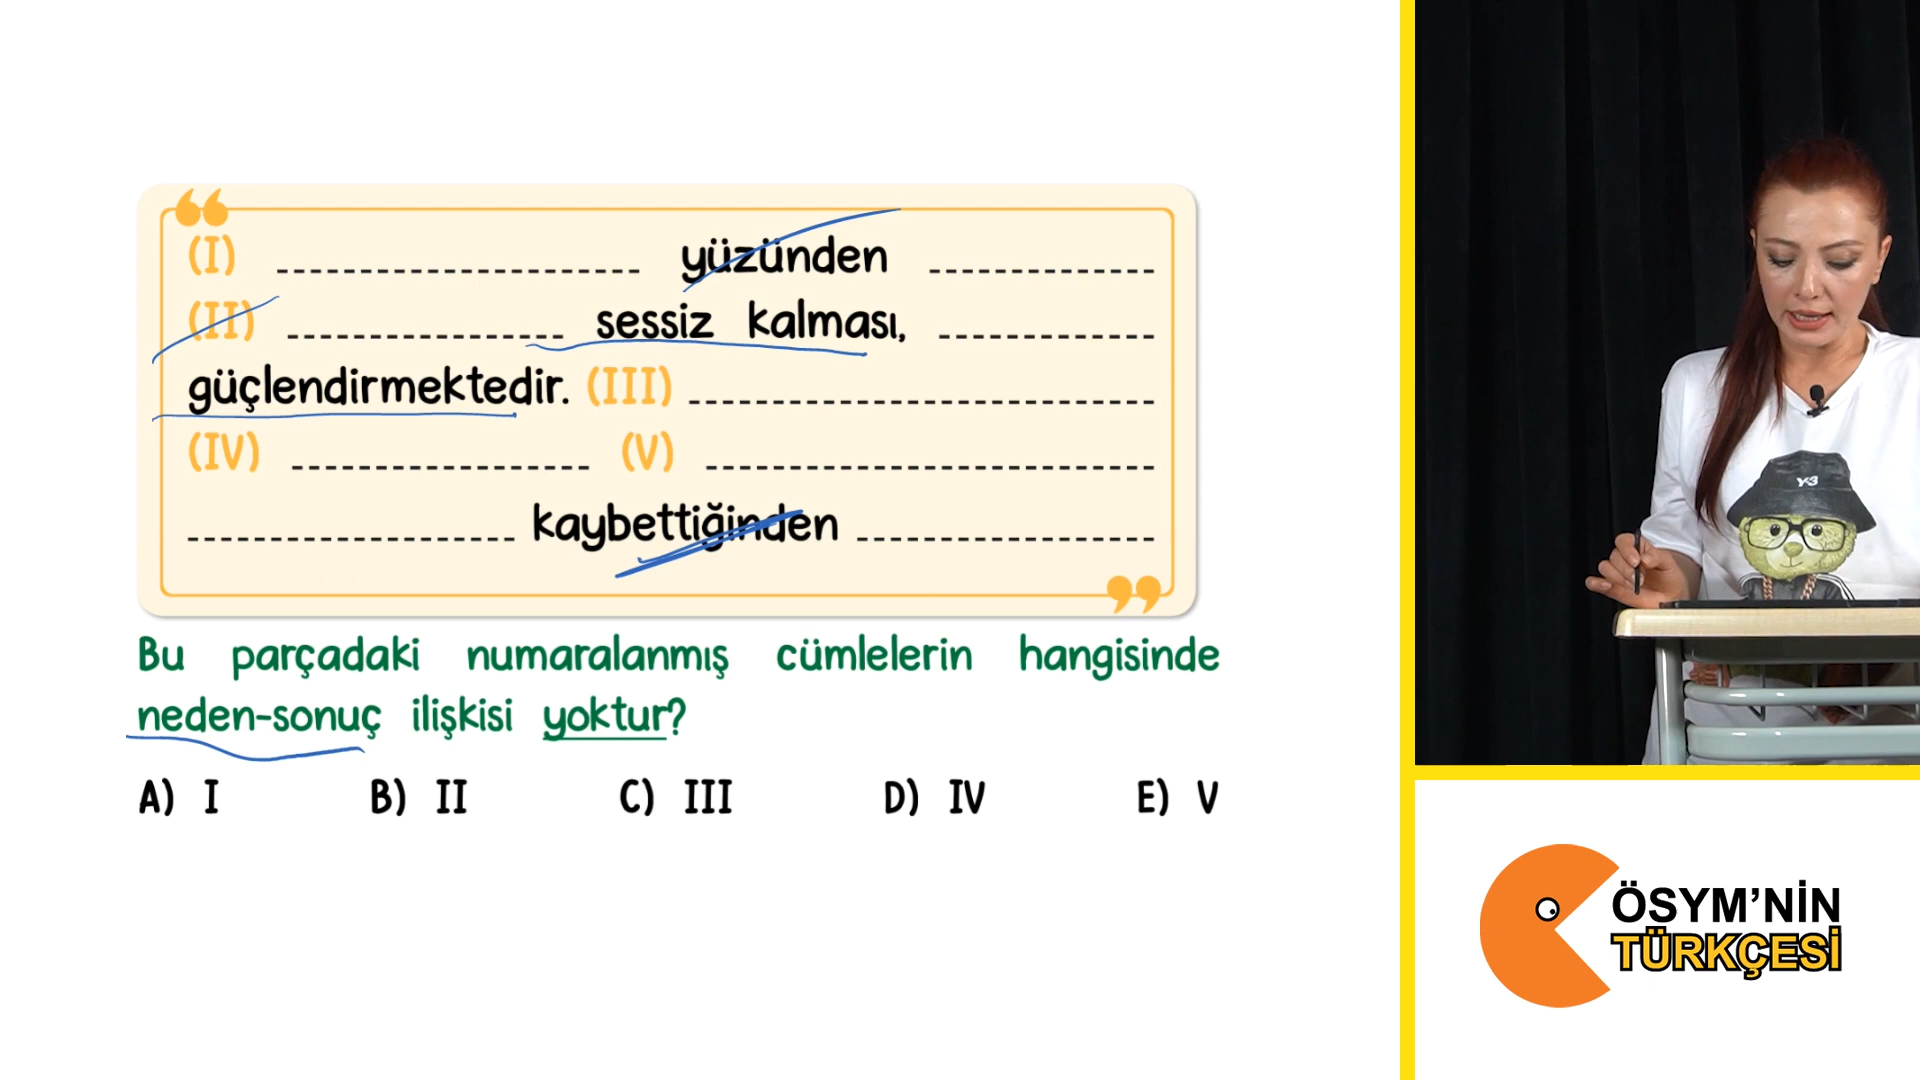 (I) ---------------------- yüzünden --------------
(II) ----------------- sessiz kalması, -------------
güçlendirmektedir. (III) ----------------------------
(IV) ------------------ (V) ---------------------------
-------------------- kaybettiğinden ------------------
Bu parçadaki numaralanmış cümlelerin hangisinde
neden-sonuç ilişkisi yoktur?
A) I B) II C) III D) IV E) V
Y-3
ÖSYM'NİN
TÜRKÇESİ